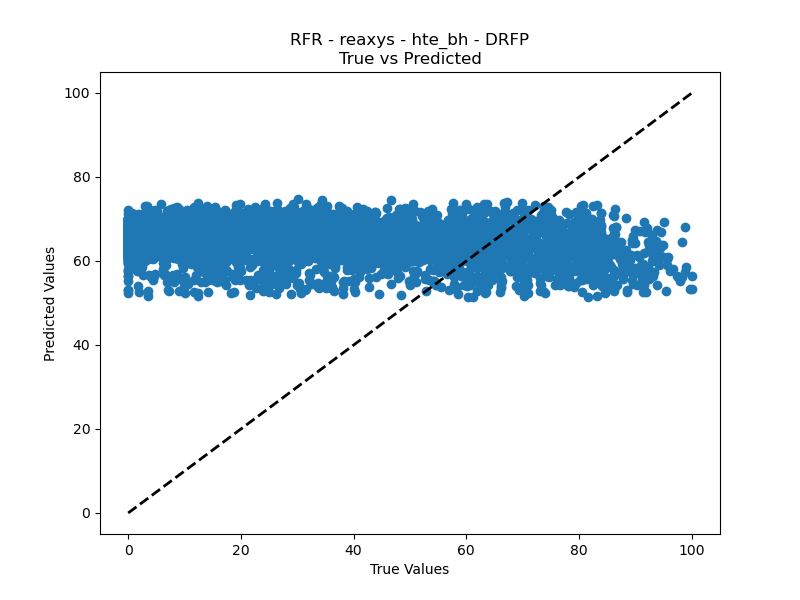 RFR - reaxys - hte_bh - DRFP
True vs Predicted
100
80
60
40
20
0
Predicted Values
0 20 40 60 80 100
True Values